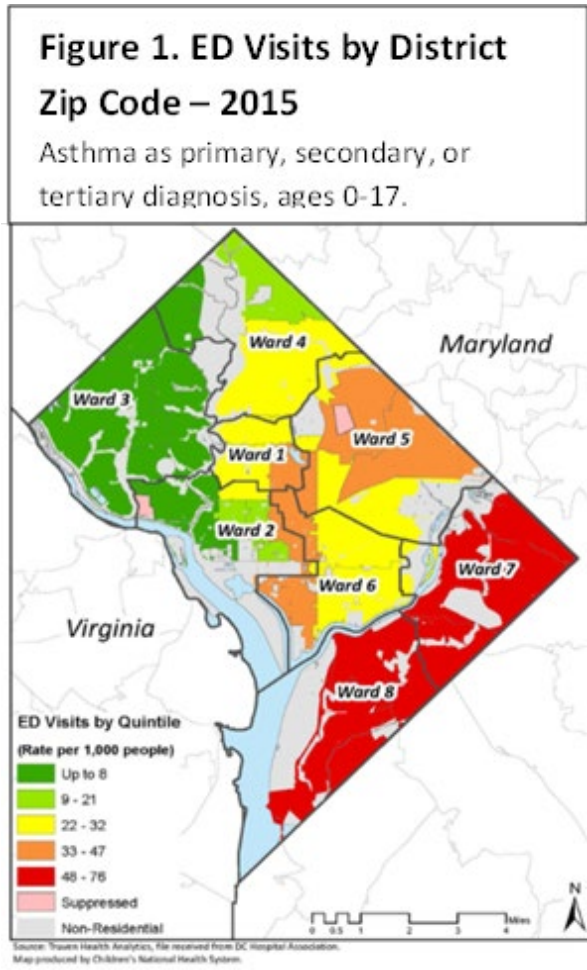 Figure 1. ED Visits by District
Zip Code – 2015
Asthma as primary, secondary, or
tertiary diagnosis, ages 0-17.
Ward 4
Maryland
Ward 3
Ward 5
Ward 1
Ward 2
Ward 7
Ward 6
Virginia
Ward 8
ED Visits by Quintile
(Rate per 1,000 people)
Up to 8
9 - 21
22 - 32
33 - 47
48 - 76
Suppressed
Non-Residential
N
0 0.5 1 2 3 4 Miles
Source: Truven Health Analytics, file received from DC Hospital Association.
Map produced by Children's National Health System.